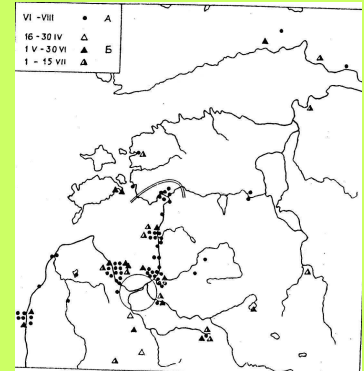 VI - VIII • А
16 - 30 IV △
1 V - 30 VI ▲ Б
1 - 15 VII